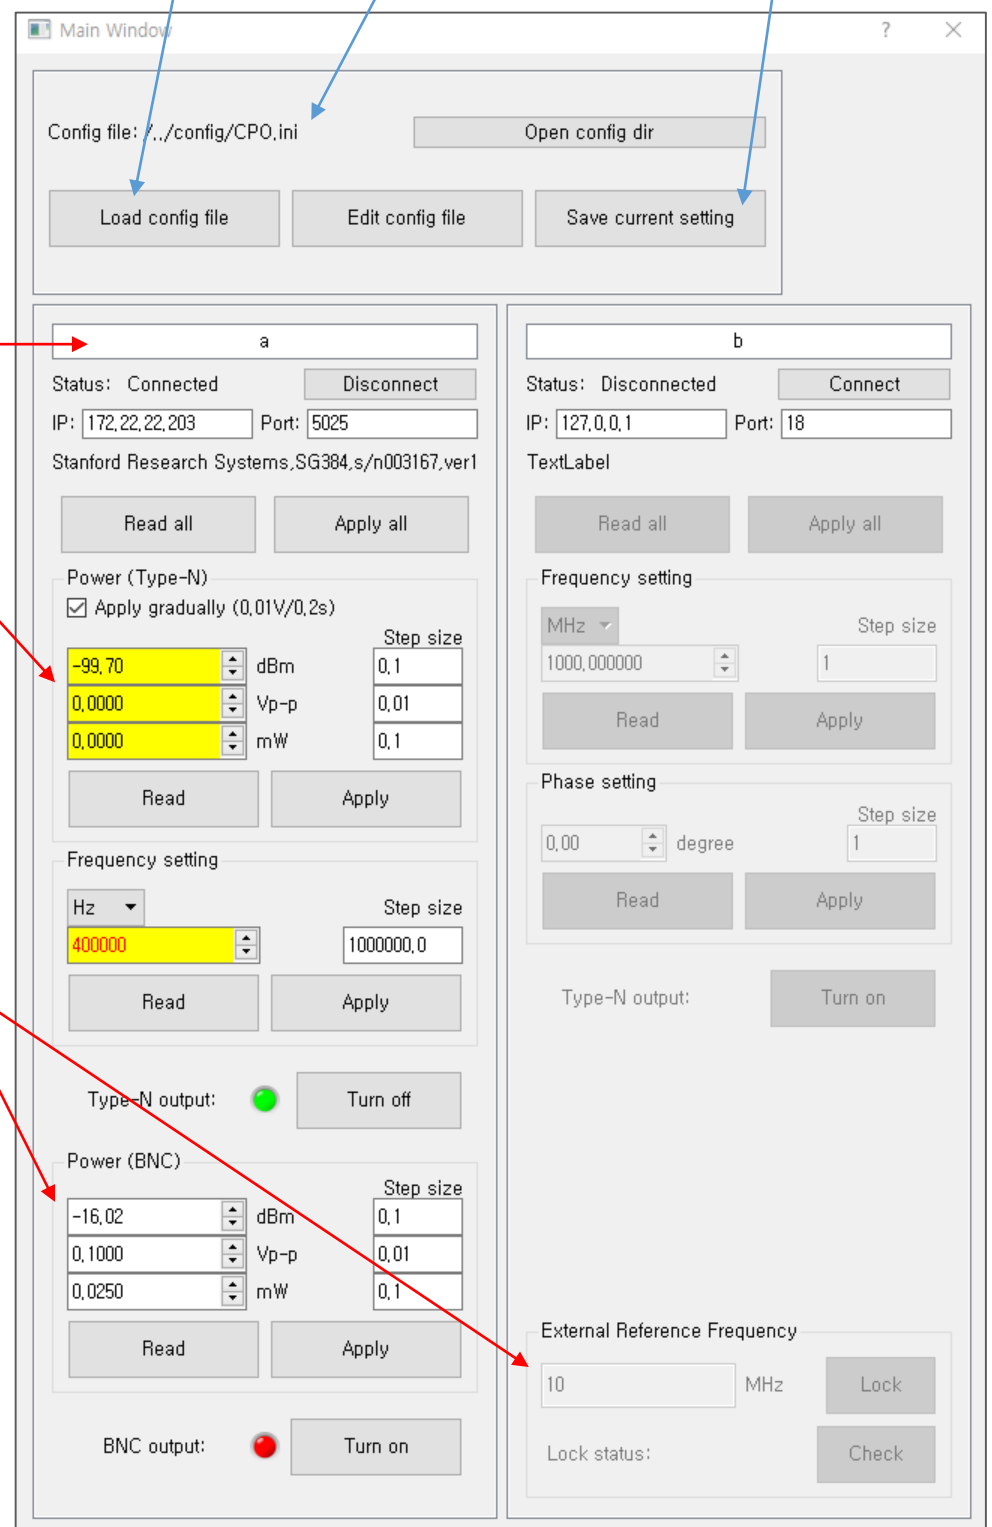 Main Window ?
Config file: /../config/CPO.ini Open config dir
Load config file Edit config file Save current setting
a
Status: Connected Disconnect
IP: 172.22.22.203 Port: 5025
Stanford Research Systems,SG384,s/n003167,ver1
Read all Apply all
Power (Type-N)
Apply gradually (0.01V/0.2s)
Step size
-99.70 dBm 0.1
0.0000 Vp-p 0.01
0.0000 mW 0.1
Read Apply
Frequency setting
Hz Step size
400000 1000000.0
Read Apply
Type-N output: Turn off
Power (BNC)
Step size
-16.02 dBm 0.1
0.1000 Vp-p 0.01
0.0250 mW 0.1
Read Apply
BNC output: Turn on
b
Status: Disconnected Connect
IP: 127.0.0.1 Port: 18
TextLabel
Read all Apply all
Frequency setting
MHz Step size
1000.000000 1
Read Apply
Phase setting
Step size
0.00 degree 1
Read Apply
Type-N output: Turn on
External Reference Frequency
10 MHz Lock
Lock status: Check